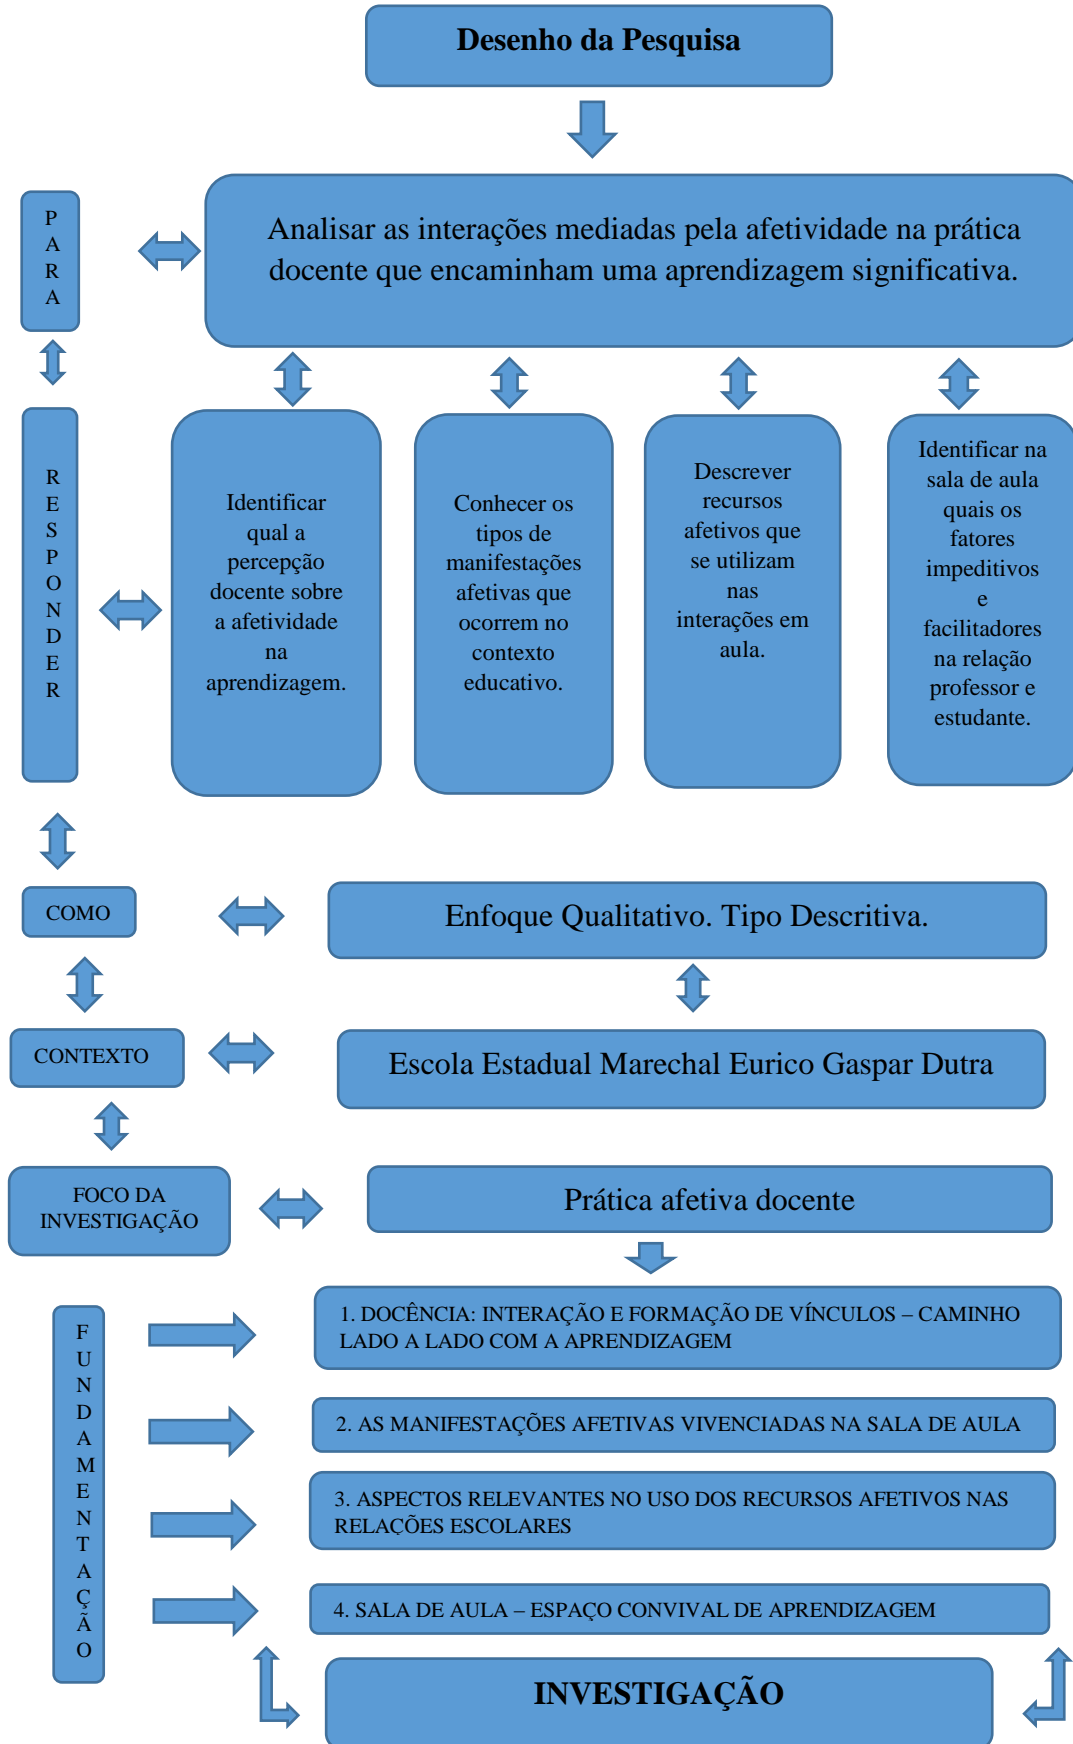 Desenho da Pesquisa
PARA
Analisar as interações mediadas pela afetividade na prática
docente que encaminham uma aprendizagem significativa.
RESPONDER
Identificar
qual a
percepção
docente sobre
a afetividade
na
aprendizagem.
Conhecer os
tipos de
manifestações
afetivas que
ocorrem no
contexto
educativo.
Descrever
recursos
afetivos que
se utilizam
nas
interações em
aula.
Identificar na
sala de aula
quais os
fatores
impeditivos
e
facilitadores
na relação
professor e
estudante.
COMO
Enfoque Qualitativo. Tipo Descritiva.
CONTEXTO
Escola Estadual Marechal Eurico Gaspar Dutra
FOCO DA
INVESTIGAÇÃO
Prática afetiva docente
FUNDAMENTAÇÃO
1. DOCÊNCIA: INTERAÇÃO E FORMAÇÃO DE VÍNCULOS – CAMINHO
LADO A LADO COM A APRENDIZAGEM
2. AS MANIFESTAÇÕES AFETIVAS VIVENCIADAS NA SALA DE AULA
3. ASPECTOS RELEVANTES NO USO DOS RECURSOS AFETIVOS NAS
RELAÇÕES ESCOLARES
4. SALA DE AULA – ESPAÇO CONVIVAL DE APRENDIZAGEM
INVESTIGAÇÃO